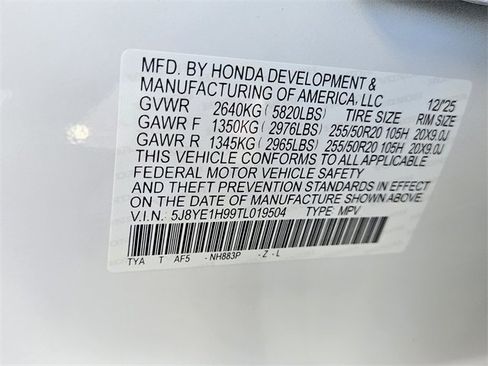 MFD. BY HONDA DEVELOPMENT &
MANUFACTURING OF AMERICA, LLC 12/25
GVWR 2640KG ( 5820LBS) TIRE SIZE RIM SIZE
GAWR F 1350KG ( 2976LBS) 255/50R20 105H 20X9.0J
GAWR R 1345KG ( 2965LBS) 255/50R20 105H 20X9.0J
THIS VEHICLE CONFORMS TO ALL APPLICABLE
FEDERAL MOTOR VEHICLE SAFETY
AND THEFT PREVENTION STANDARDS IN EFFECT
ON THE DATE OF MANUFACTURE SHOWN ABOVE.
V.I.N.: 5J8YE1H99TL019504 TYPE: MPV
TYA T AF5 - NH883P - Z - L